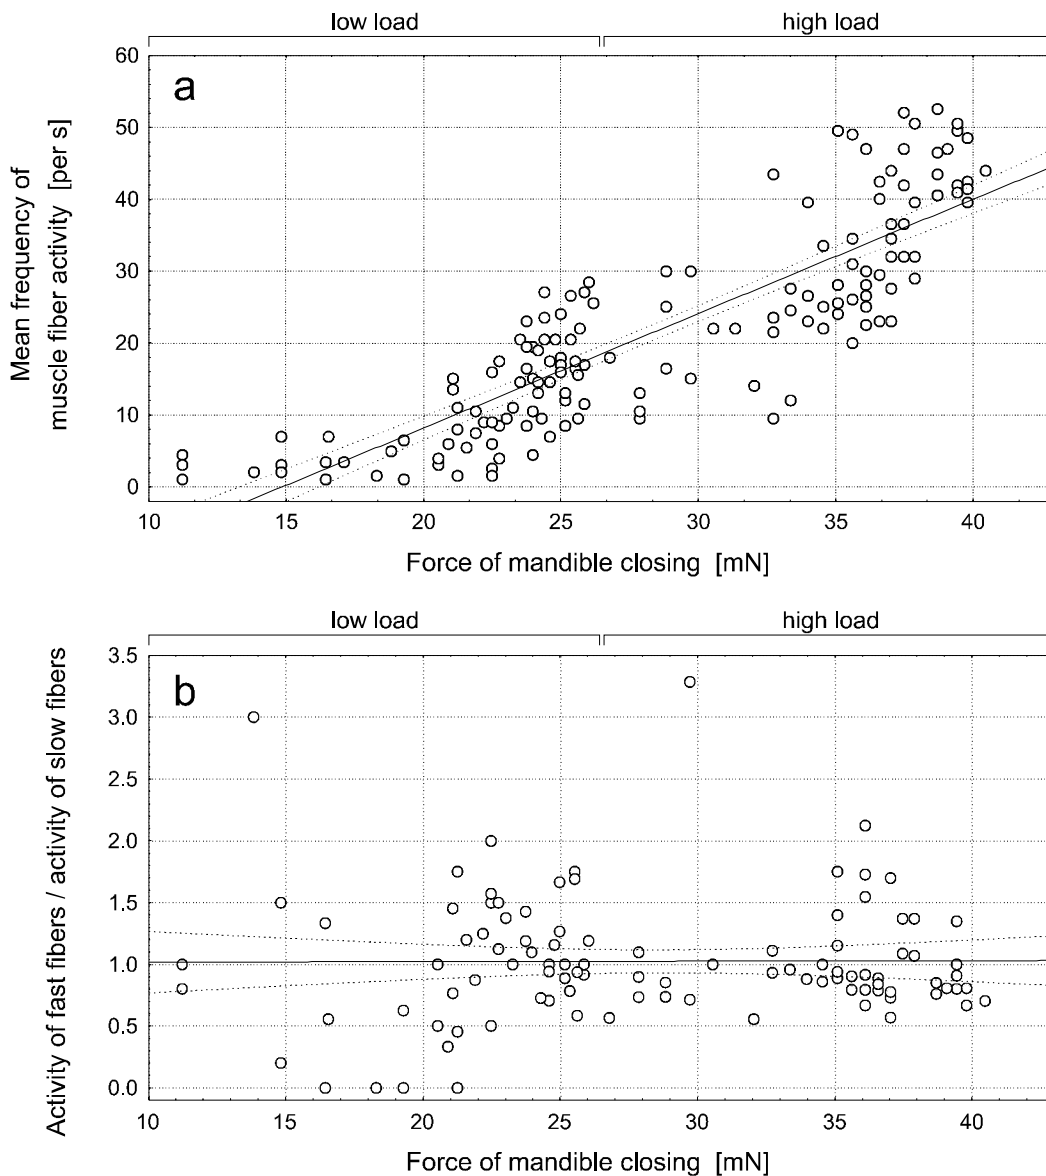 low load high load
60
a
50
40
30
20
10
0
Mean frequency of
muscle fiber activity [per s]
10 15 20 25 30 35 40
Force of mandible closing [mN]
low load high load
3.5
b
3.0
2.5
2.0
1.5
1.0
0.5
0.0
Activity of fast fibers / activity of slow fibers
10 15 20 25 30 35 40
Force of mandible closing [mN]